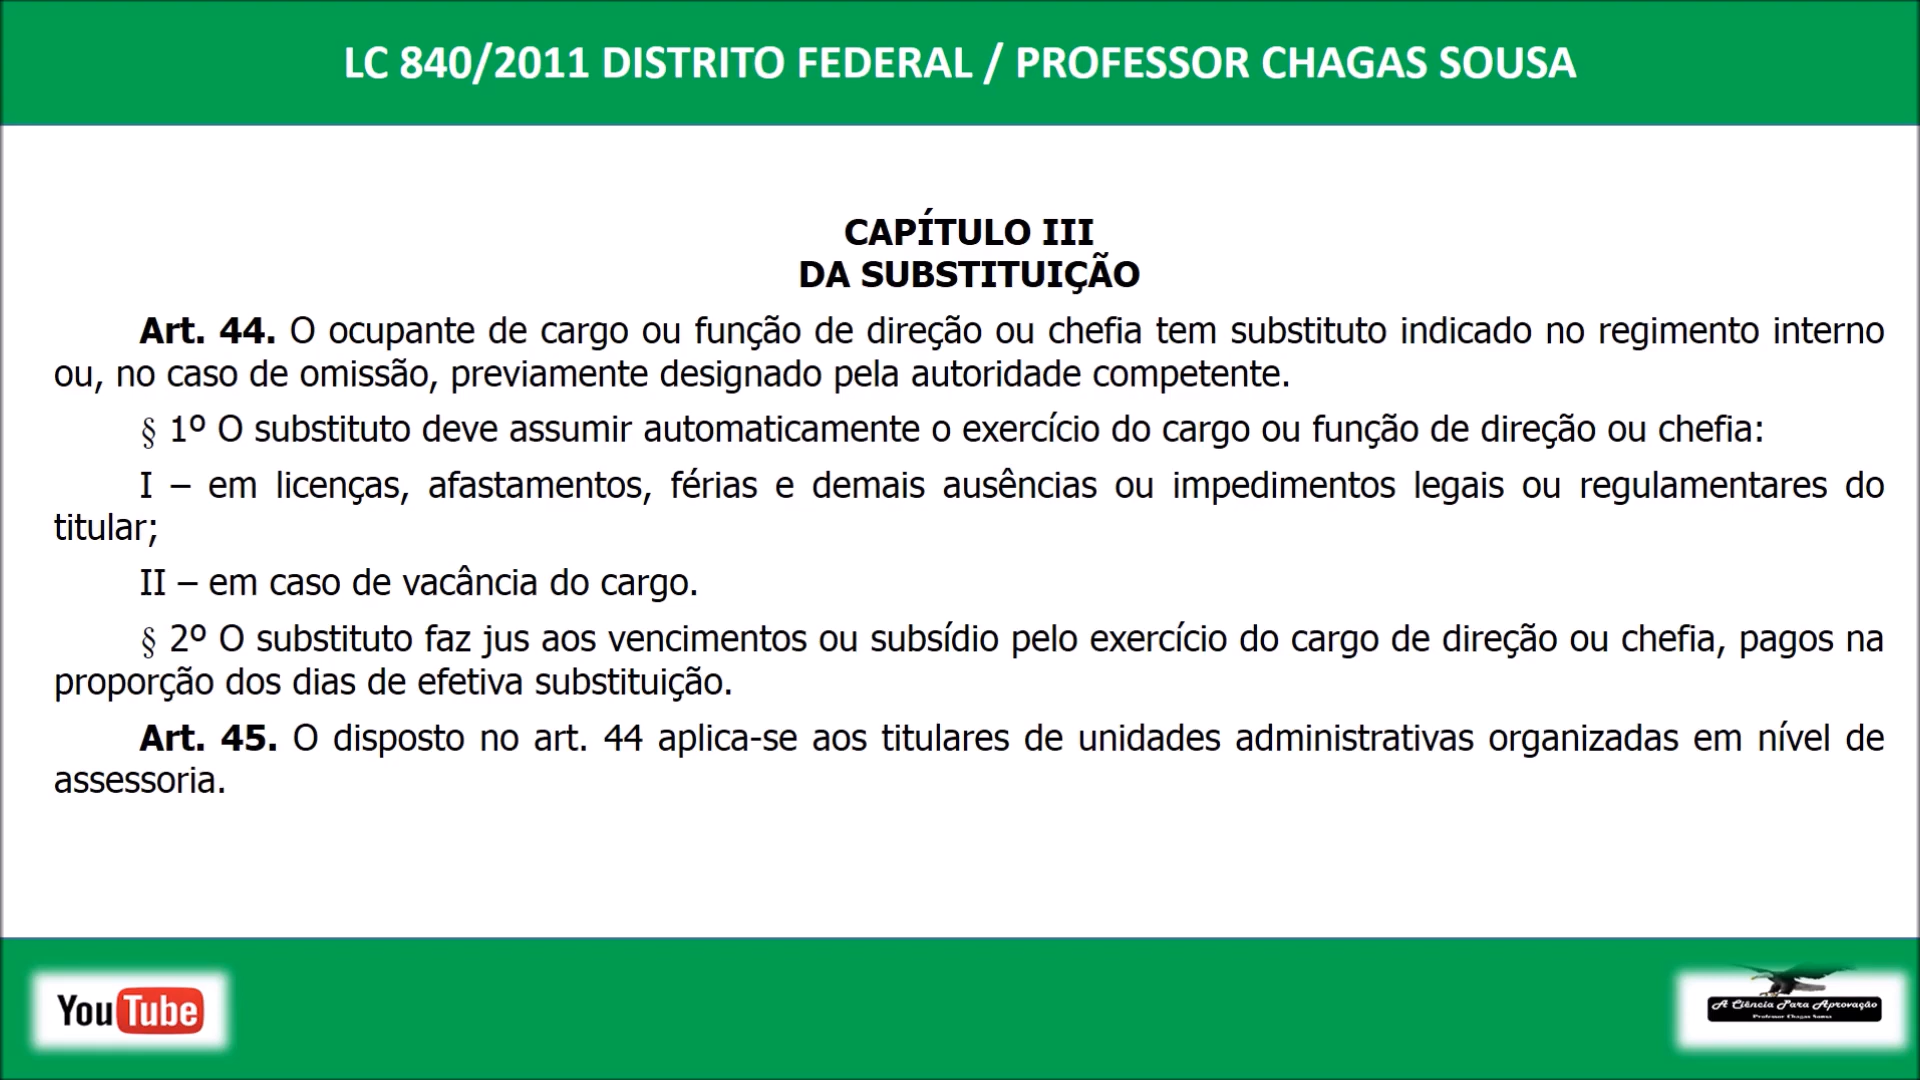 LC 840/2011 DISTRITO FEDERAL / PROFESSOR CHAGAS SOUSA
CAPÍTULO III
DA SUBSTITUIÇÃO
Art. 44. O ocupante de cargo ou função de direção ou chefia tem substituto indicado no regimento interno
ou, no caso de omissão, previamente designado pela autoridade competente.
§ 1º O substituto deve assumir automaticamente o exercício do cargo ou função de direção ou chefia:
I – em licenças, afastamentos, férias e demais ausências ou impedimentos legais ou regulamentares do
titular;
II – em caso de vacância do cargo.
§ 2º O substituto faz jus aos vencimentos ou subsídio pelo exercício do cargo de direção ou chefia, pagos na
proporção dos dias de efetiva substituição.
Art. 45. O disposto no art. 44 aplica-se aos titulares de unidades administrativas organizadas em nível de
assessoria.
YouTube
A Ciência Para Aprovação
Professor Chagas Sousa